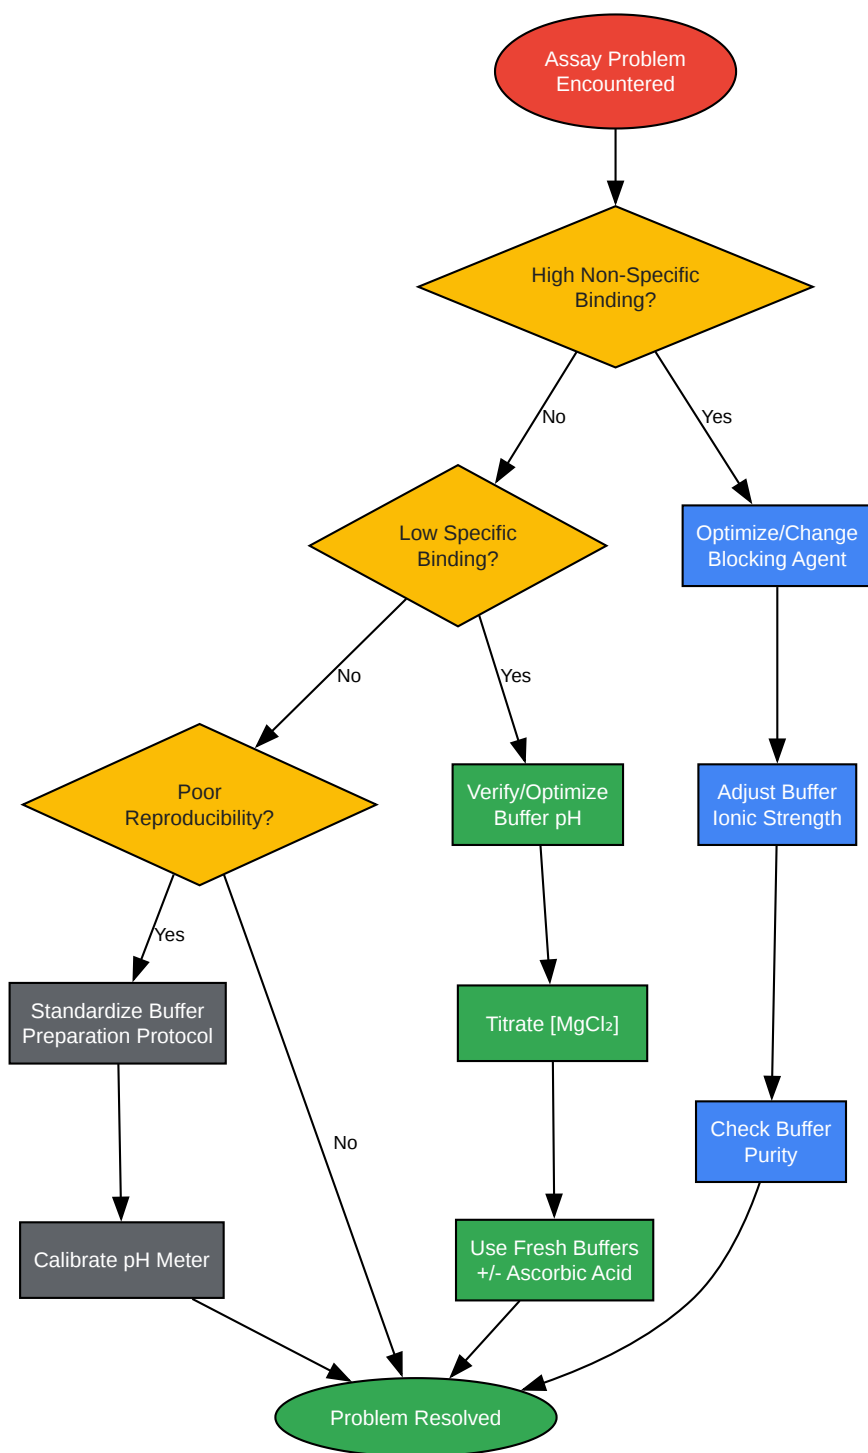 Assay Problem
Encountered
High Non-Specific
Binding?
No
Yes
Low Specific
Binding?
Optimize/Change
Blocking Agent
No
Yes
Poor
Reproducibility?
Verify/Optimize
Buffer pH
Adjust Buffer
Ionic Strength
Yes
Standardize Buffer
Preparation Protocol
Titrate [MgCl₂]
No
Check Buffer
Purity
Calibrate pH Meter
Use Fresh Buffers
+/- Ascorbic Acid
Problem Resolved